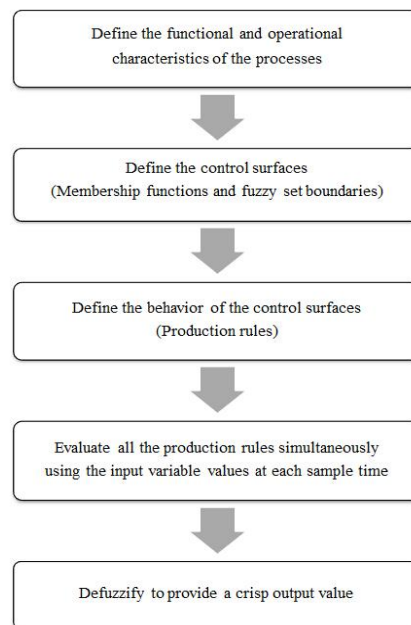 Define the functional and operational
characteristics of the processes
Define the control surfaces
(Membership functions and fuzzy set boundaries)
Define the behavior of the control surfaces
(Production rules)
Evaluate all the production rules simultaneously
using the input variable values at each sample time
Defuzzify to provide a crisp output value